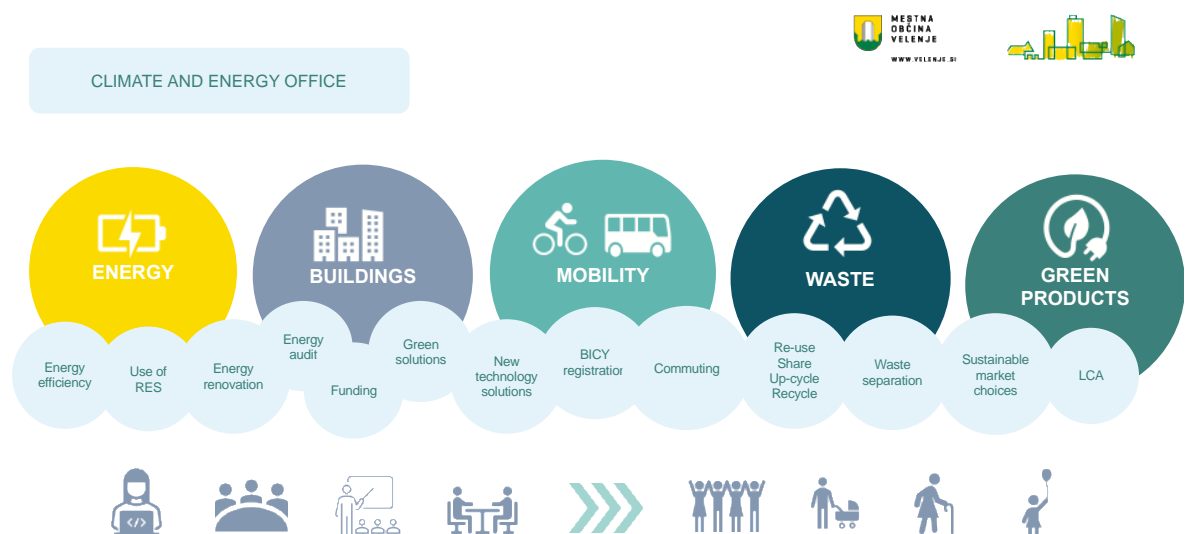 MESTNA
OBČINA
VELENJE
WWW.VELENJE.SI
CLIMATE AND ENERGY OFFICE
ENERGY
BUILDINGS
MOBILITY
WASTE
GREEN
PRODUCTS
Energy
efficiency
Use of
RES
Energy
renovation
Energy
audit
Funding
Green
solutions
New
technology
solutions
BICY
registration
Commuting
Re-use
Share
Up-cycle
Recycle
Waste
separation
Sustainable
market
choices
LCA
<//>